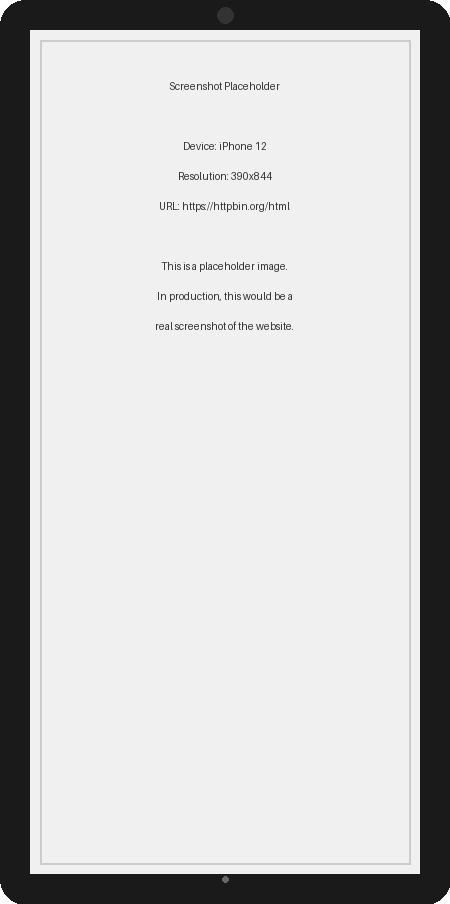 Screenshot Placeholder
Device: iPhone 12
Resolution: 390x844
URL: https://httpbin.org/html
This is a placeholder image.
In production, this would be a
real screenshot of the website.